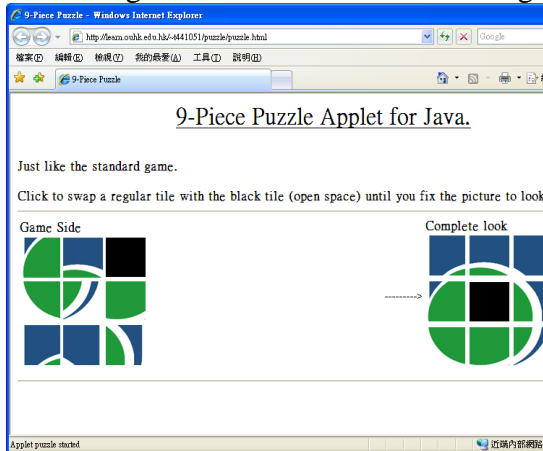 9-Piece Puzzle - Windows Internet Explorer
http://learn.ouhk.edu.hk/~t441051/puzzle/puzzle.html
Google
檔案(F) 編輯(E) 檢視(V) 我的最愛(A) 工具(T) 說明(H)
9-Piece Puzzle
9-Piece Puzzle Applet for Java.
Just like the standard game.
Click to swap a regular tile with the black tile (open space) until you fix the picture to look
Game Side
Complete look
--------->
Applet puzzle started
近端內部網路